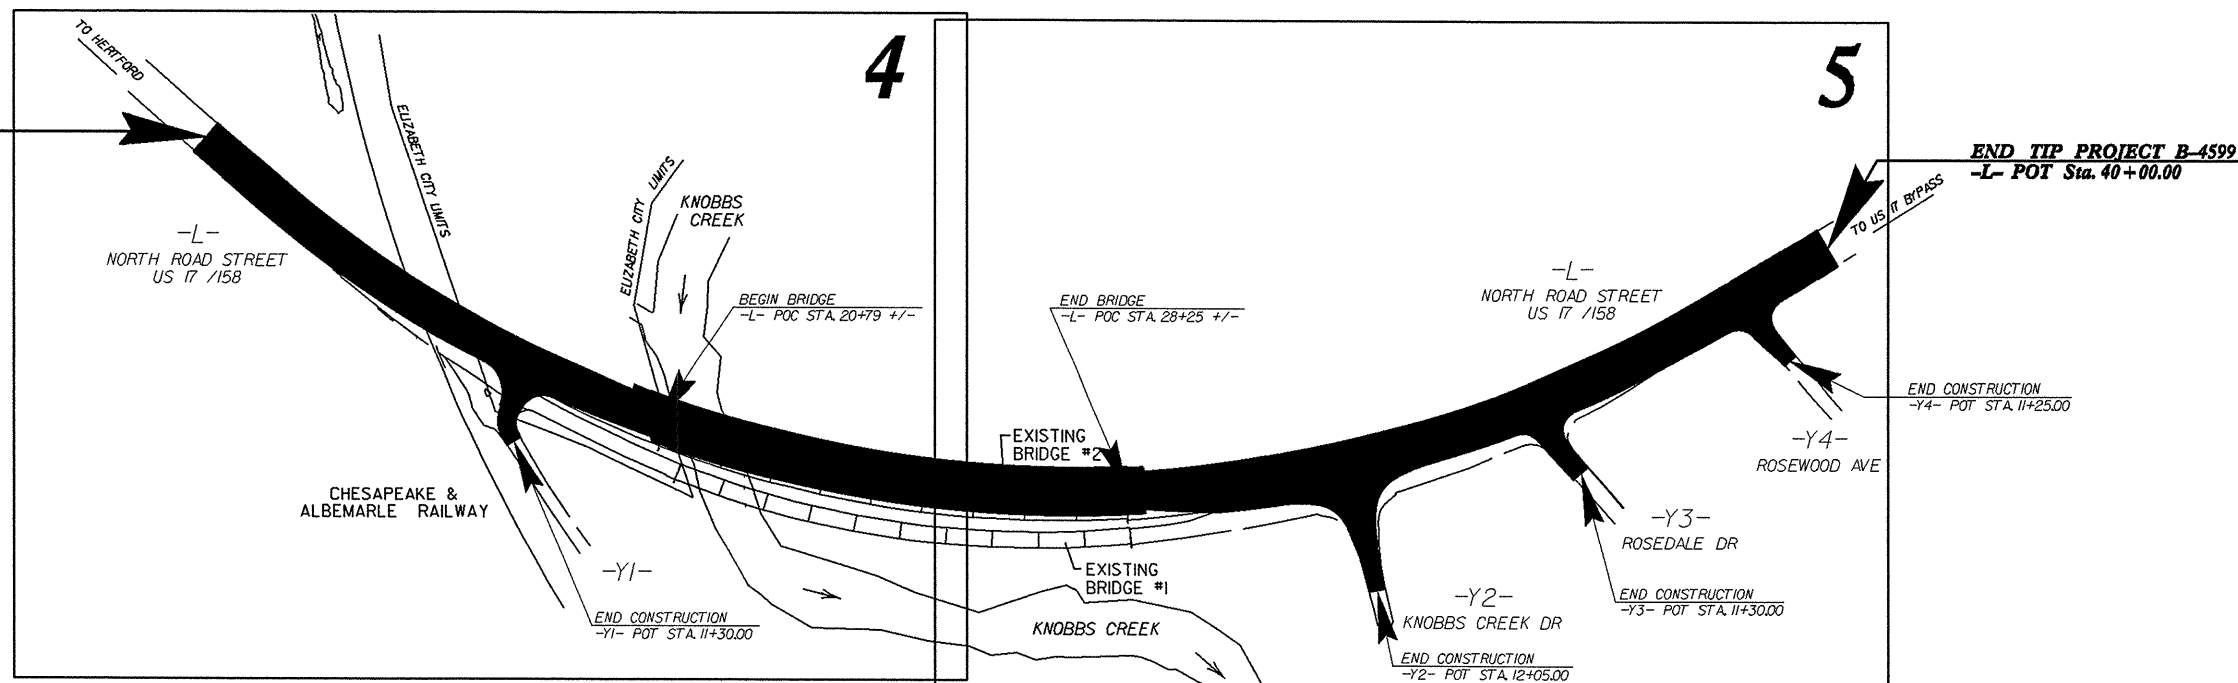 TO HERTFORD
4
5
ELIZABETH CITY LIMITS
ELIZABETH CITY LIMITS
KNOBBS
CREEK
END TIP PROJECT B-4599
-L- POT Sta. 40+00.00
TO US 17 BYPASS
-L-
NORTH ROAD STREET
US 17 /158
BEGIN BRIDGE
-L- POC STA. 20+79 +/-
END BRIDGE
-L- POC STA. 28+25 +/-
-L-
NORTH ROAD STREET
US 17 /158
END CONSTRUCTION
-Y4- POT STA. 11+25.00
-Y4-
ROSEWOOD AVE
EXISTING
BRIDGE #2
CHESAPEAKE &
ALBEMARLE RAILWAY
-Y3-
ROSEDALE DR
-Y1-
EXISTING
BRIDGE #1
END CONSTRUCTION
-Y3- POT STA. 11+30.00
-Y2-
KNOBBS CREEK DR
END CONSTRUCTION
-Y1- POT STA. 11+30.00
KNOBBS CREEK
END CONSTRUCTION
-Y2- POT STA. 12+05.00